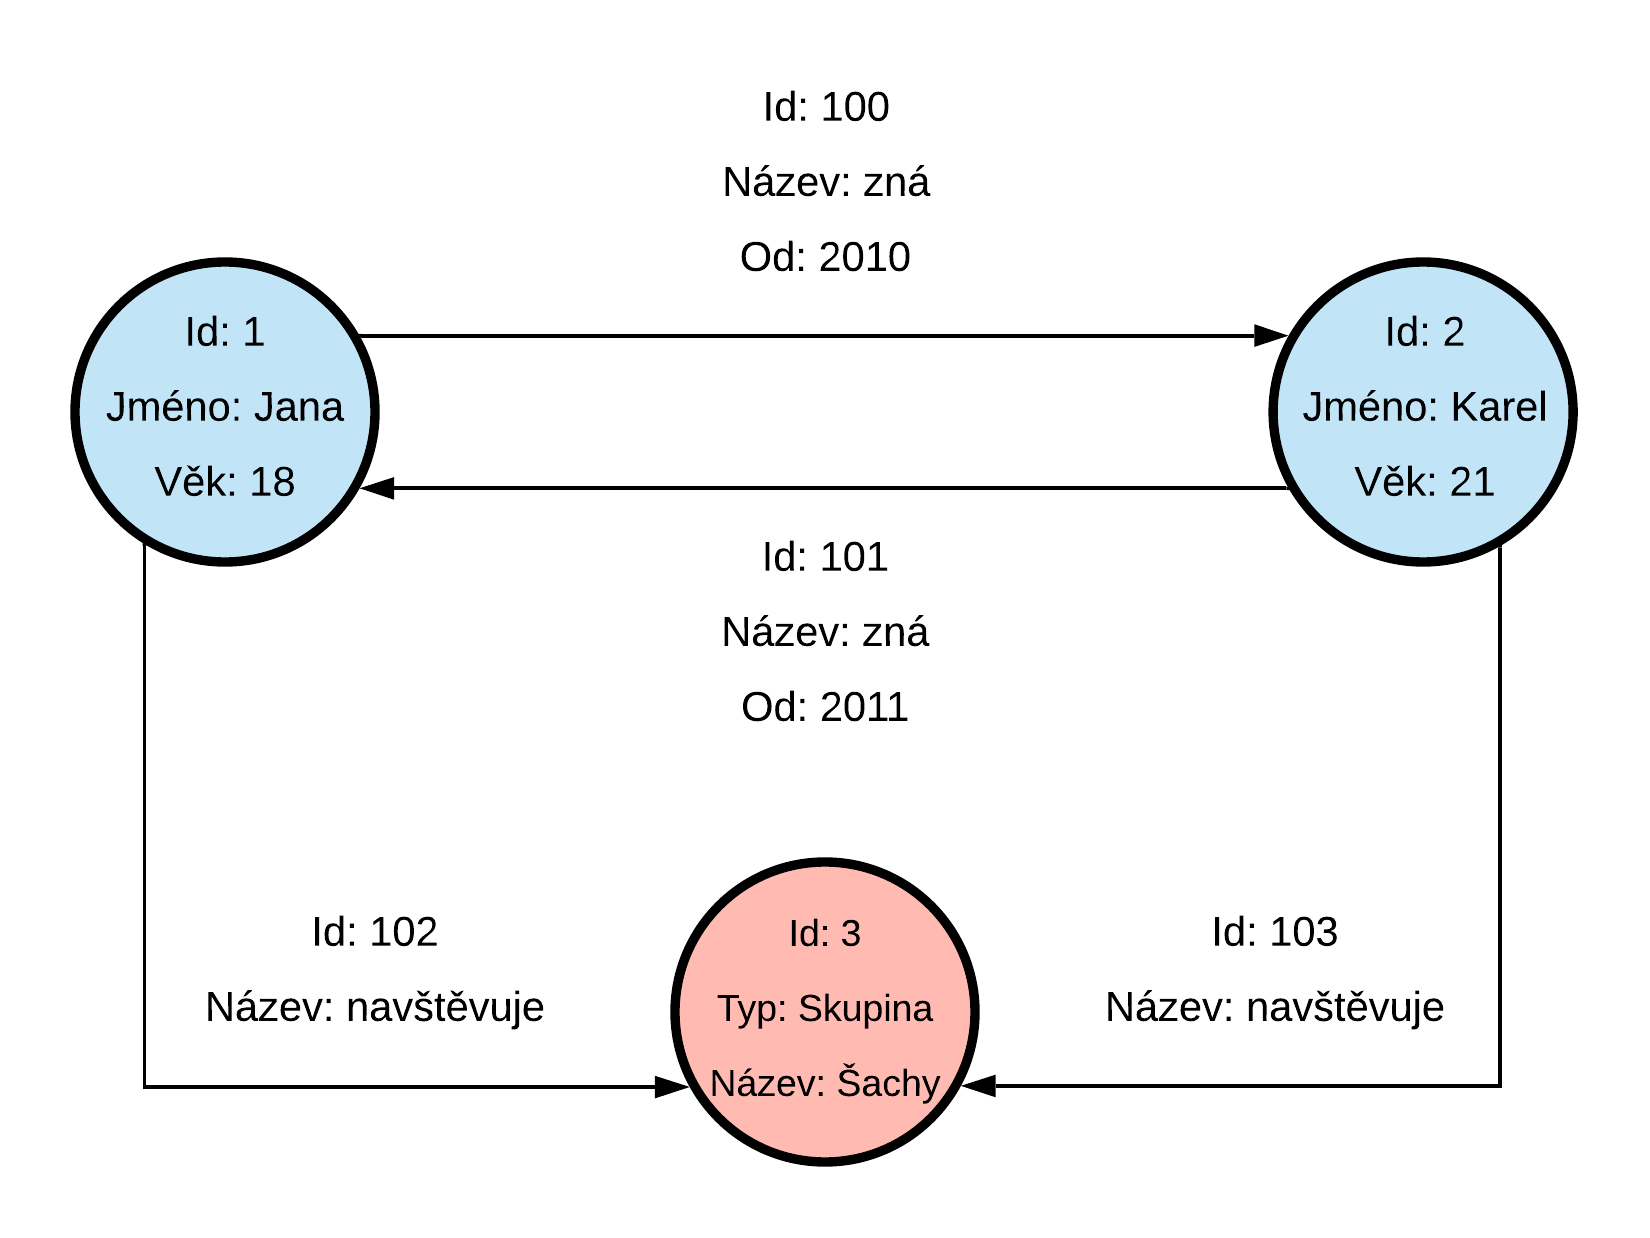 Id: 100
Název: zná
Od: 2010
Id: 1
Jméno: Jana
Věk: 18
Id: 2
Jméno: Karel
Věk: 21
Id: 101
Název: zná
Od: 2011
Id: 102
Název: navštěvuje
Id: 3
Typ: Skupina
Název: Šachy
Id: 103
Název: navštěvuje